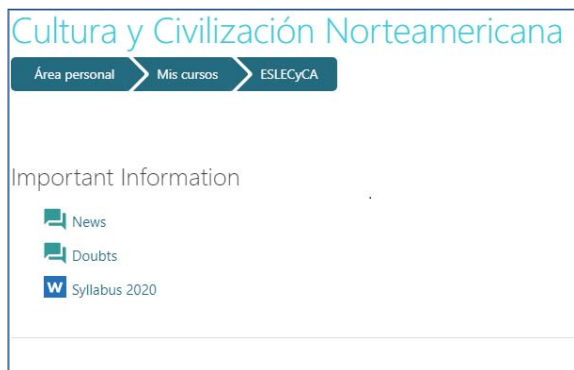 Cultura y Civilización Norteamericana
Área personal Mis cursos ESLECyCA
Important Information
News
Doubts
W Syllabus 2020